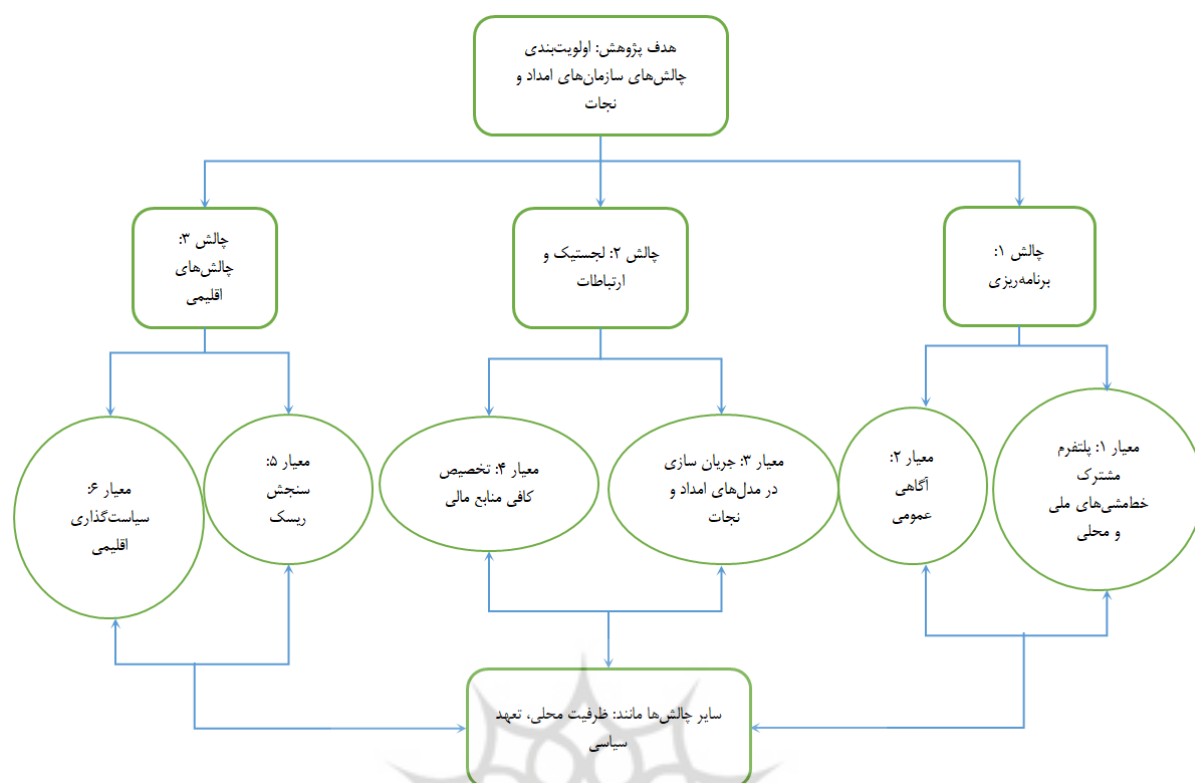 هدف پژوهش: اولویت‌بندی
چالش‌های سازمان‌های امداد و
نجات
چالش ۱:
برنامه‌ریزی
چالش ۲: لجستیک و
ارتباطات
چالش ۳:
چالش‌های
اقلیمی
معیار ۱: پلتفرم
مشترک
خط‌مشی‌های ملی
و محلی
معیار ۲:
آگاهی
عمومی
معیار ۳: جریان سازی
در مدل‌های امداد و
نجات
معیار ۴: تخصیص
کافی منابع مالی
معیار ۵:
سنجش
ریسک
معیار ۶:
سیاست‌گذاری
اقلیمی
سایر چالش‌ها مانند: ظرفیت محلی، تعهد
سیاسی